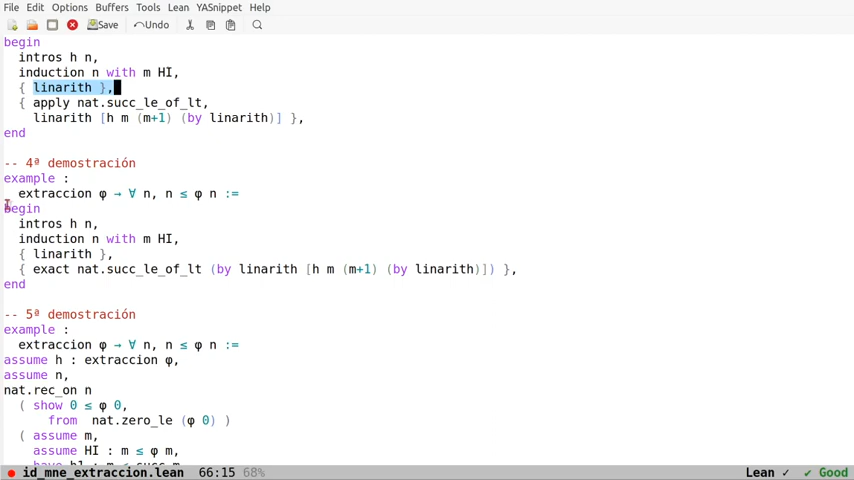 File Edit Options Buffers Tools Lean YASnippet Help
Save Undo
begin
  intros h n,
  induction n with m HI,
  { linarith },
  { apply nat.succ_le_of_lt,
    linarith [h m (m+1) (by linarith)] },
end
-- 4ª demostración
example :
  extraccion φ → ∀ n, n ≤ φ n :=
begin
  intros h n,
  induction n with m HI,
  { linarith },
  { exact nat.succ_le_of_lt (by linarith [h m (m+1) (by linarith)]) },
end
-- 5ª demostración
example :
  extraccion φ → ∀ n, n ≤ φ n :=
assume h : extraccion φ,
assume n,
nat.rec_on n
  ( show 0 ≤ φ 0,
      from  nat.zero_le (φ 0) )
  ( assume m,
    assume HI : m ≤ φ m,
    have h1 : m < succ m,
id_mne_extraccion.lean 66:15 68% Lean ✓ ✓ Good